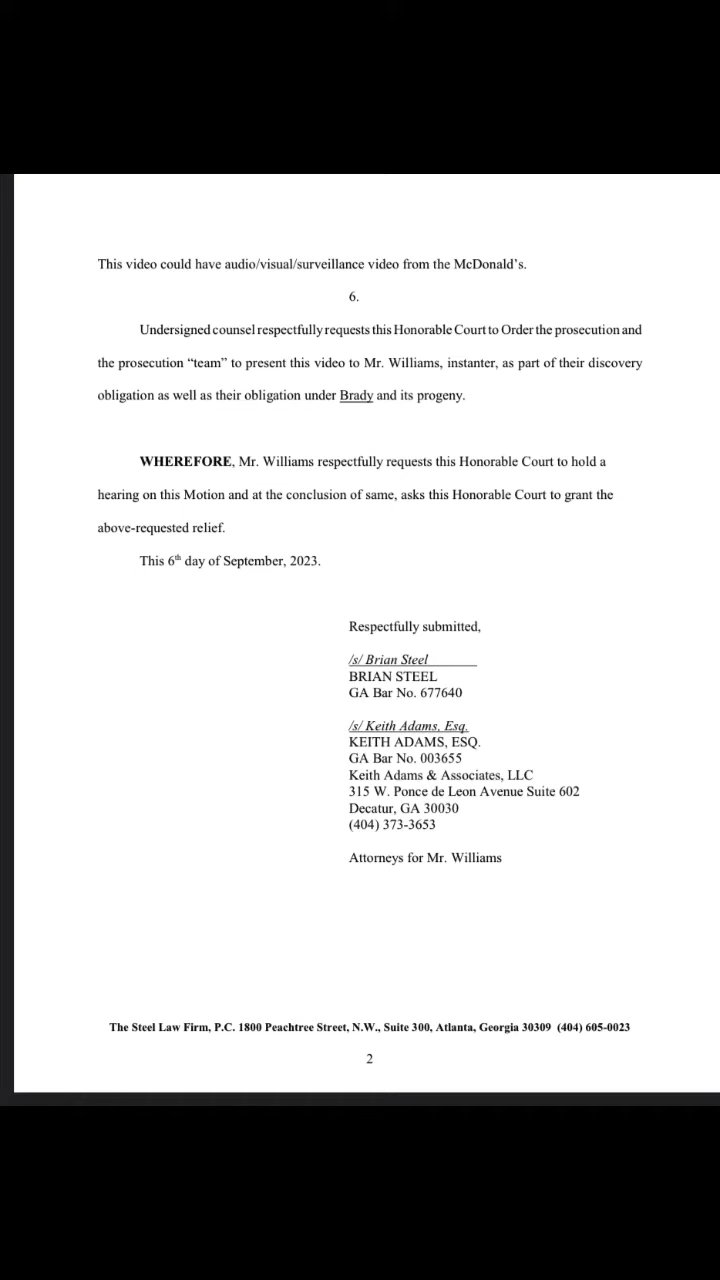 This video could have audio/visual/surveillance video from the McDonald's.
6.
Undersigned counsel respectfully requests this Honorable Court to Order the prosecution and
the prosecution “team” to present this video to Mr. Williams, instanter, as part of their discovery
obligation as well as their obligation under Brady and its progeny.
WHEREFORE, Mr. Williams respectfully requests this Honorable Court to hold a
hearing on this Motion and at the conclusion of same, asks this Honorable Court to grant the
above-requested relief.
This 6th day of September, 2023.
Respectfully submitted,
/s/ Brian Steel
BRIAN STEEL
GA Bar No. 677640
/s/ Keith Adams, Esq.
KEITH ADAMS, ESQ.
GA Bar No. 003655
Keith Adams & Associates, LLC
315 W. Ponce de Leon Avenue Suite 602
Decatur, GA 30030
(404) 373-3653
Attorneys for Mr. Williams
The Steel Law Firm, P.C. 1800 Peachtree Street, N.W., Suite 300, Atlanta, Georgia 30309 (404) 605-0023
2